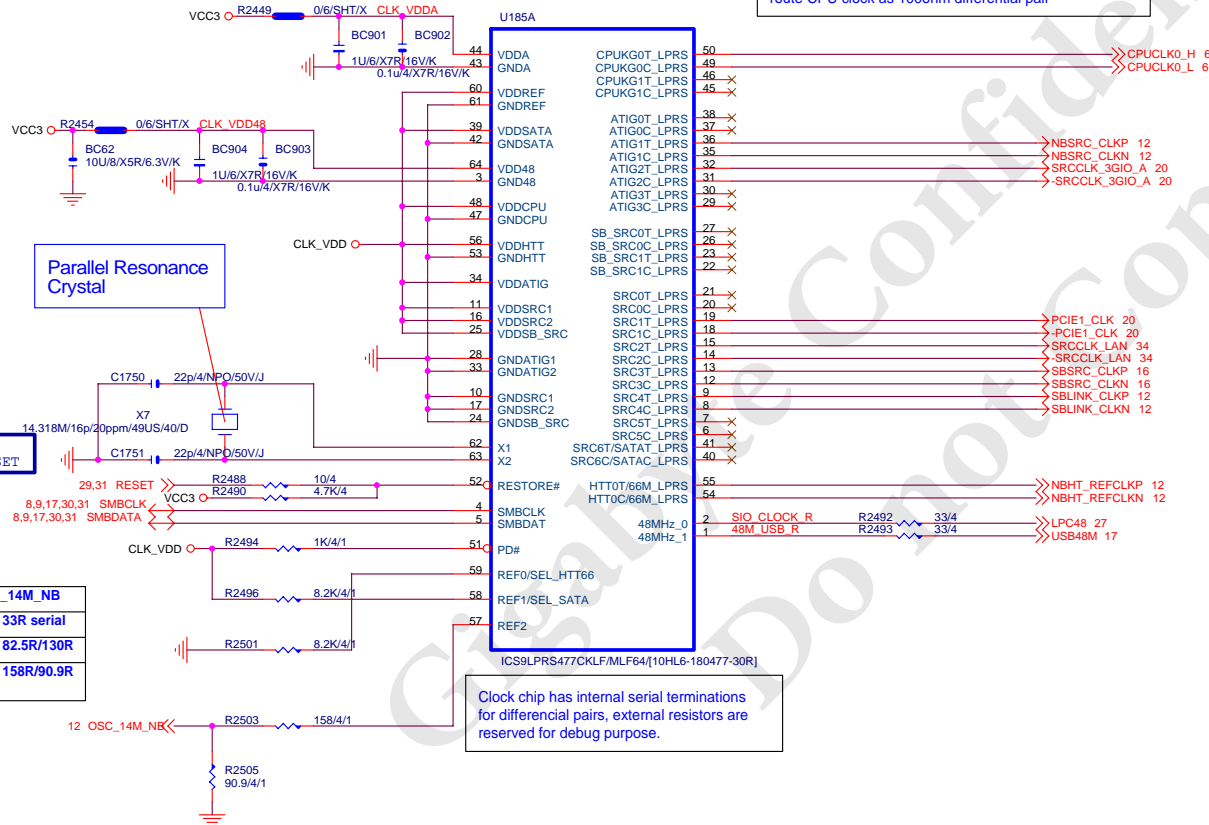 route CPU clock as 100ohm differential pair
VCC3 R2449 0/6/SHT/X CLK_VDDA
BC901 BC902
1U/6/X7R/16V/K
0.1u/4/X7R/16V/K
VCC3 R2454 0/6/SHT/X CLK_VDD48
BC62
10U/8/X5R/6.3V/K
BC904 BC903
1U/6/X7R/16V/K
0.1u/4/X7R/16V/K
CLK_VDD
Parallel Resonance
Crystal
C1750 22p/4/NPO/50V/J
X7
14.318M/16p/20ppm/49US/40/D
C1751 22p/4/NPO/50V/J
29,31 RESET R2488 10/4
VCC3 R2490 4.7K/4
8,9,17,30,31 SMBCLK
8,9,17,30,31 SMBDATA
CLK_VDD R2494 1K/4/1
R2496 8.2K/4/1
R2501 8.2K/4/1
12 OSC_14M_NB R2503 158/4/1
R2505
90.9/4/1
_14M_NB
33R serial
82.5R/130R
158R/90.9R
U185A
44 VDDA
43 GNDA
60 VDDREF
61 GNDREF
39 VDDSATA
42 GNDSATA
64 VDD48
3 GND48
48 VDDCPU
47 GNDCPU
56 VDDHTT
53 GNDHTT
34 VDDATIG
11 VDDSRC1
16 VDDSRC2
25 VDDSB_SRC
28 GNDATIG1
33 GNDATIG2
10 GNDSRC1
17 GNDSRC2
24 GNDSB_SRC
62 X1
63 X2
52 RESTORE#
4 SMBCLK
5 SMBDAT
51 PD#
59 REF0/SEL_HTT66
58 REF1/SEL_SATA
57 REF2
CPUKG0T_LPRS 50 CPUCLK0_H 6
CPUKG0C_LPRS 49 CPUCLK0_L 6
CPUKG1T_LPRS 46
CPUKG1C_LPRS 45
ATIG0T_LPRS 38
ATIG0C_LPRS 37
ATIG1T_LPRS 36 NBSRC_CLKP 12
ATIG1C_LPRS 35 NBSRC_CLKN 12
ATIG2T_LPRS 32 SRCCLK_3GIO_A 20
ATIG2C_LPRS 31 -SRCCLK_3GIO_A 20
ATIG3T_LPRS 30
ATIG3C_LPRS 29
SB_SRC0T_LPRS 27
SB_SRC0C_LPRS 26
SB_SRC1T_LPRS 23
SB_SRC1C_LPRS 22
SRC0T_LPRS 21
SRC0C_LPRS 20
SRC1T_LPRS 19 PCIE1_CLK 20
SRC1C_LPRS 18 -PCIE1_CLK 20
SRC2T_LPRS 15 SRCCLK_LAN 34
SRC2C_LPRS 14 -SRCCLK_LAN 34
SRC3T_LPRS 13 SBSRC_CLKP 16
SRC3C_LPRS 12 SBSRC_CLKN 16
SRC4T_LPRS 9 SBLINK_CLKP 12
SRC4C_LPRS 8 SBLINK_CLKN 12
SRC5T_LPRS 7
SRC5C_LPRS 6
SRC6T/SATAT_LPRS 41
SRC6C/SATAC_LPRS 40
HTT0T/66M_LPRS 55 NBHT_REFCLKP 12
HTT0C/66M_LPRS 54 NBHT_REFCLKN 12
48MHz_0 2 SIO_CLOCK_R R2492 33/4 LPC48 27
48MHz_1 1 48M_USB_R R2493 33/4 USB48M 17
ICS9LPRS477CKLF/MLF64/[10HL6-180477-30R]
Clock chip has internal serial terminations
for differencial pairs, external resistors are
reserved for debug purpose.
Gigabyte Confiden
Do not Cop